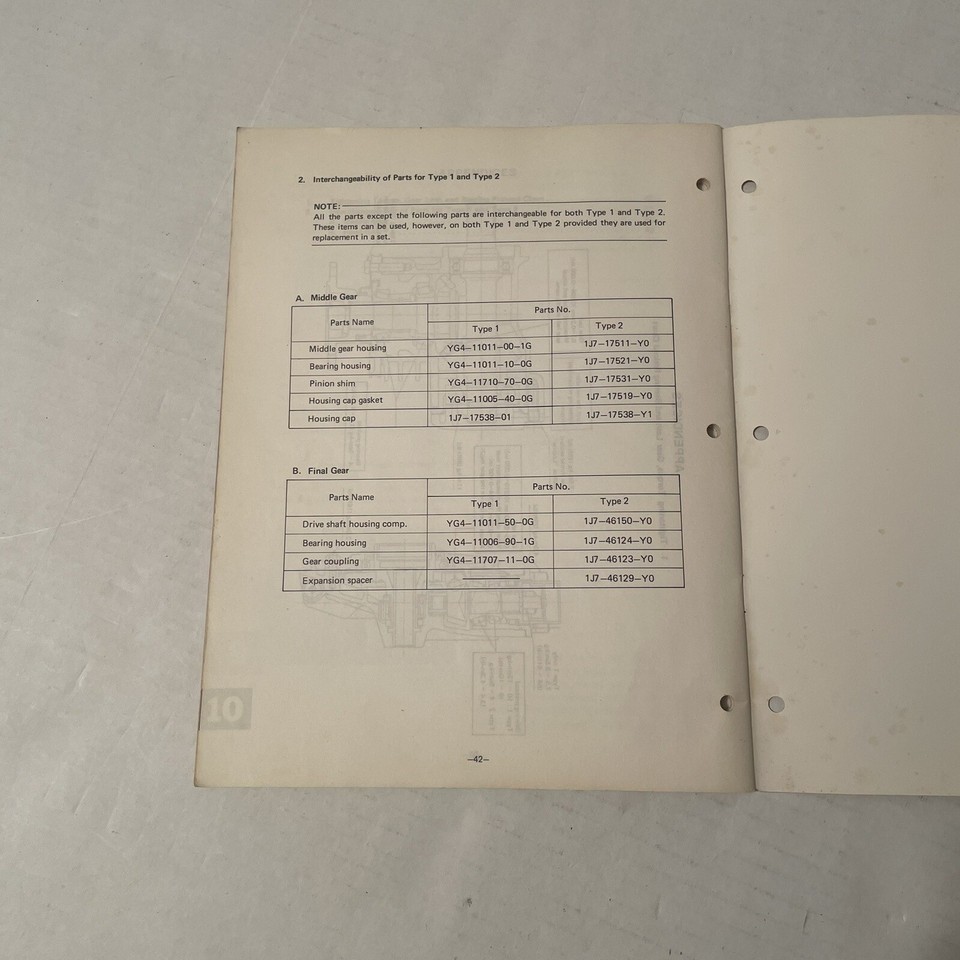 2. Interchangeability of Parts for Type 1 and Type 2
NOTE:
All the parts except the following parts are interchangeable for both Type 1 and Type 2.
These items can be used, however, on both Type 1 and Type 2 provided they are used for
replacement in a set.
A. Middle Gear
Parts Name Parts No.
Type 1 Type 2
Middle gear housing YG4-11011-00-1G 1J7-17511-Y0
Bearing housing YG4-11011-10-0G 1J7-17521-Y0
Pinion shim YG4-11710-70-0G 1J7-17531-Y0
Housing cap gasket YG4-11005-40-0G 1J7-17519-Y0
Housing cap 1J7-17538-01 1J7-17538-Y1
B. Final Gear
Parts Name Parts No.
Type 1 Type 2
Drive shaft housing comp. YG4-11011-50-0G 1J7-46150-Y0
Bearing housing YG4-11006-90-1G 1J7-46124-Y0
Gear coupling YG4-11707-11-0G 1J7-46123-Y0
Expansion spacer 1J7-46129-Y0
10
-42-